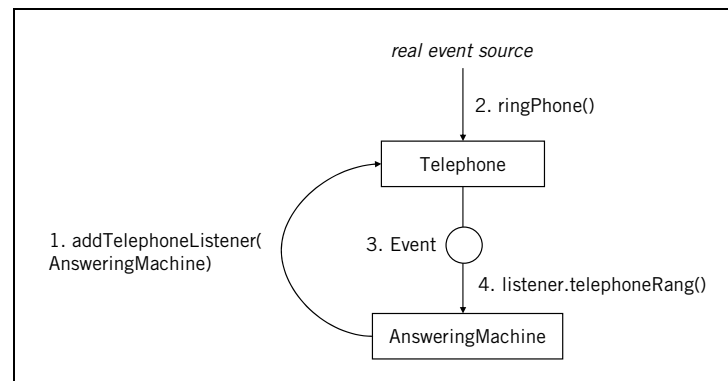 real event source
2. ringPhone()
Telephone
1. addTelephoneListener(
AnsweringMachine)
3. Event
4. listener.telephoneRang()
AnsweringMachine